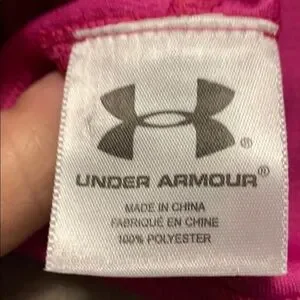 ®
UNDER ARMOUR®
MADE IN CHINA
FABRIQUÉ EN CHINE
100% POLYESTER